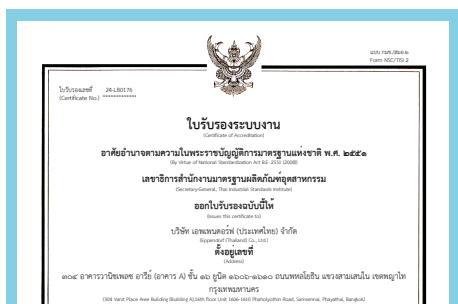 แบบ กมช./สมอ ๒
Form NSC/TISI 2
ใบรับรองเลขที่ 24-LB0176
(Certificate No.)
ใบรับรองระบบงาน
(Certificate of Accreditation)
อาศัยอำนาจตามความในพระราชบัญญัติการมาตรฐานแห่งชาติ พ.ศ. ๒๕๕๑
(By Virtue of National Standardization Act B.E. 2551 (2008))
เลขาธิการสำนักงานมาตรฐานผลิตภัณฑ์อุตสาหกรรม
(Secretary-General, Thai Industrial Standards Institute)
ออกใบรับรองฉบับนี้ให้
(Issues this certificate to)
บริษัท เอพเพนดอร์ฟ (ประเทศไทย) จำกัด
(Eppendorf (Thailand) Co., Ltd.)
ตั้งอยู่เลขที่
(Address)
๓๐๔ อาคารวานิชเพลซ อารีย์ (อาคาร A) ชั้น ๑๖ ยูนิต ๑๖๐๖-๑๖๑๐ ถนนพหลโยธิน แขวงสามเสนใน เขตพญาไท
กรุงเทพมหานคร
(304 Vanit Place Aree Building (Building A),16th floor Unit 1606-1610 Phaholyothin Road, Samsennai, Phayathai, Bangkok)